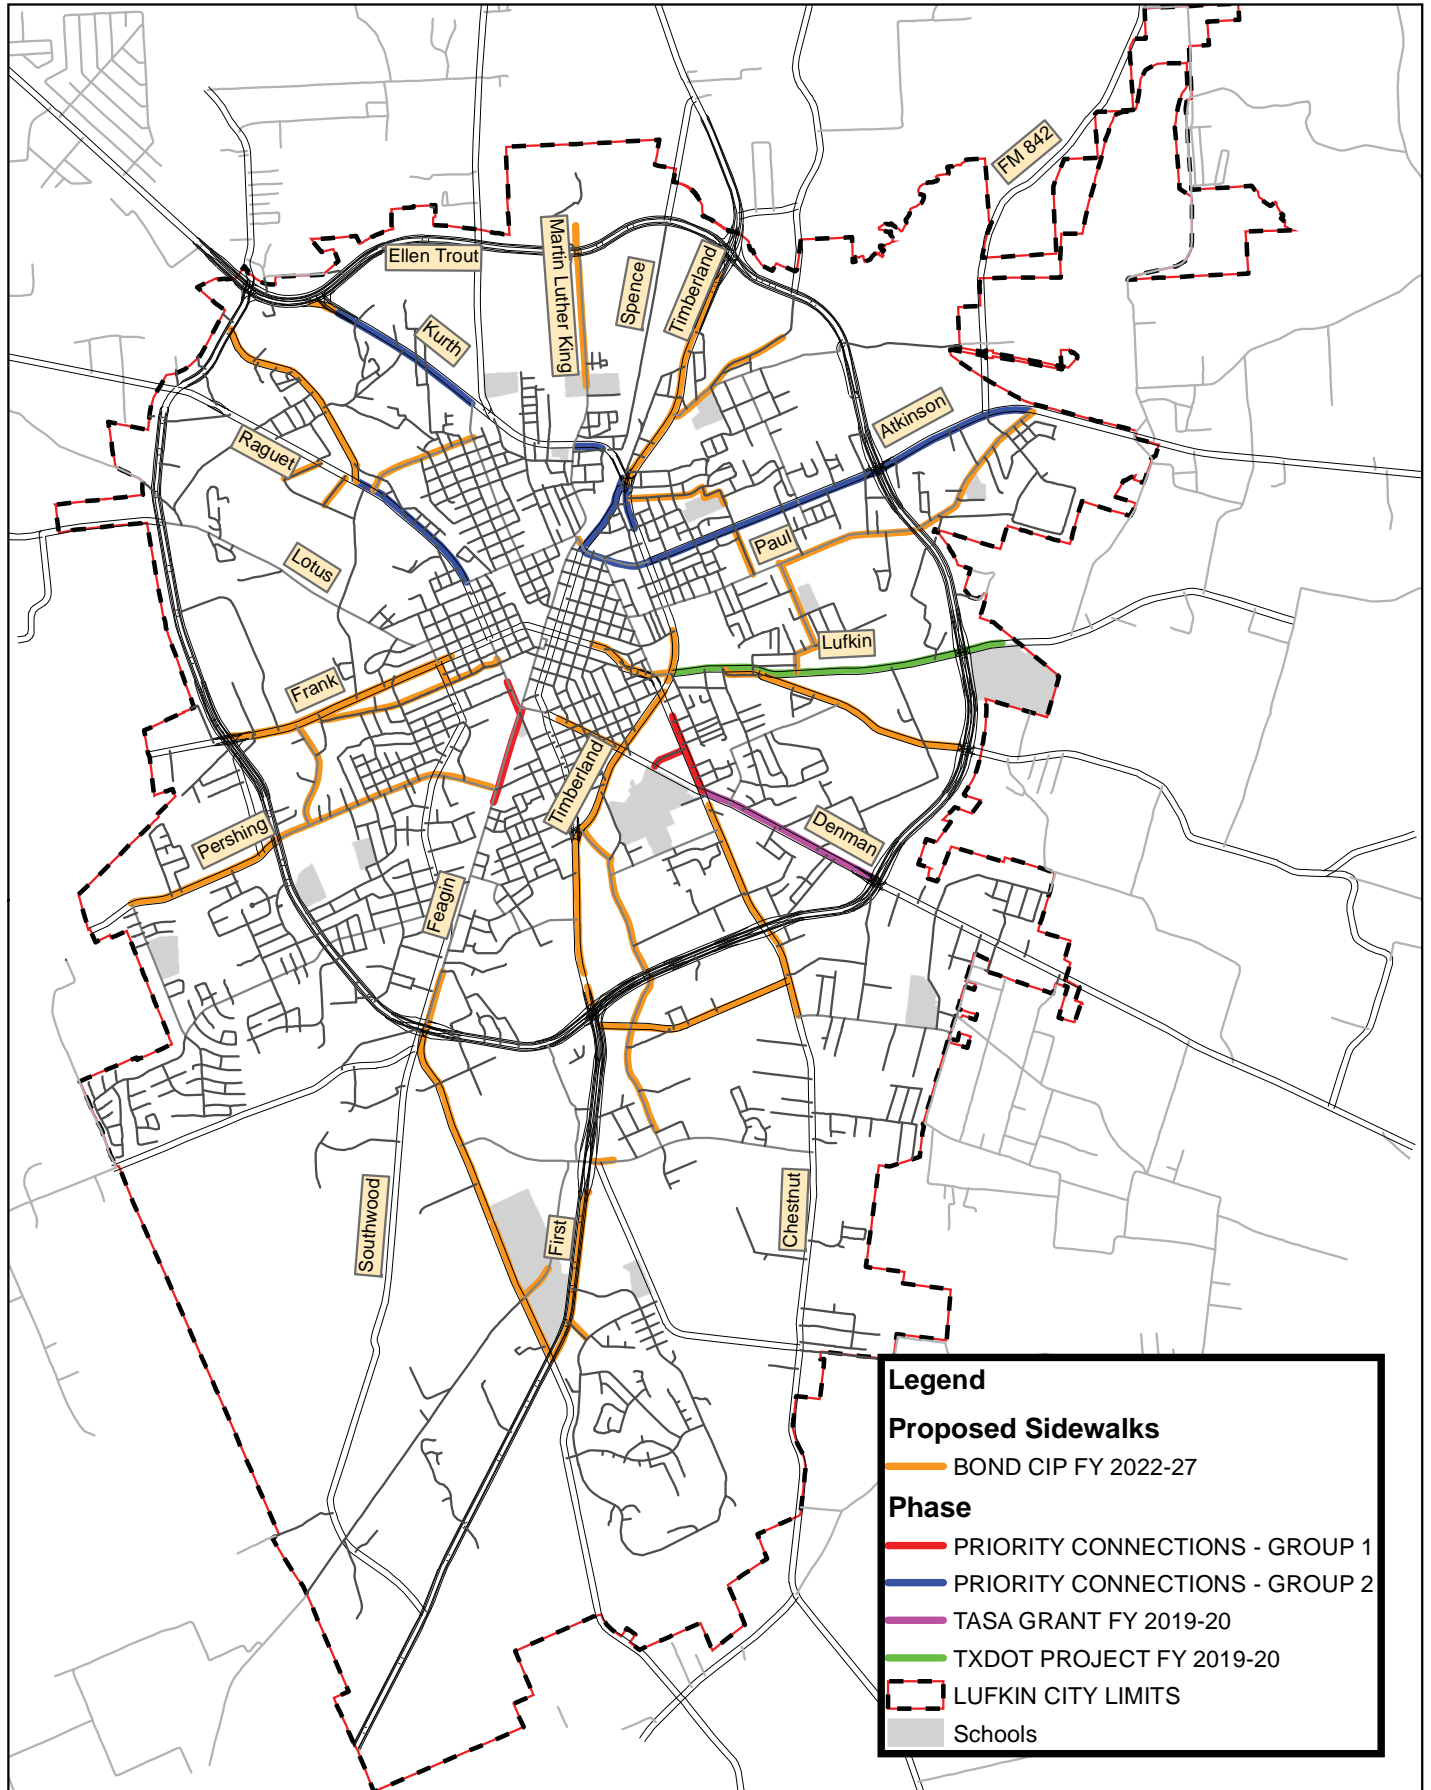 FM 842
Ellen Trout
Martin Luther King
Spence
Timberland
Kurth
Atkinson
Raguet
Paul
Lotus
Lufkin
Frank
Timberland
Denman
Pershing
Feagin
Southwood
First
Chestnut
Legend
Proposed Sidewalks
BOND CIP FY 2022-27
Phase
PRIORITY CONNECTIONS - GROUP 1
PRIORITY CONNECTIONS - GROUP 2
TASA GRANT FY 2019-20
TXDOT PROJECT FY 2019-20
LUFKIN CITY LIMITS
Schools